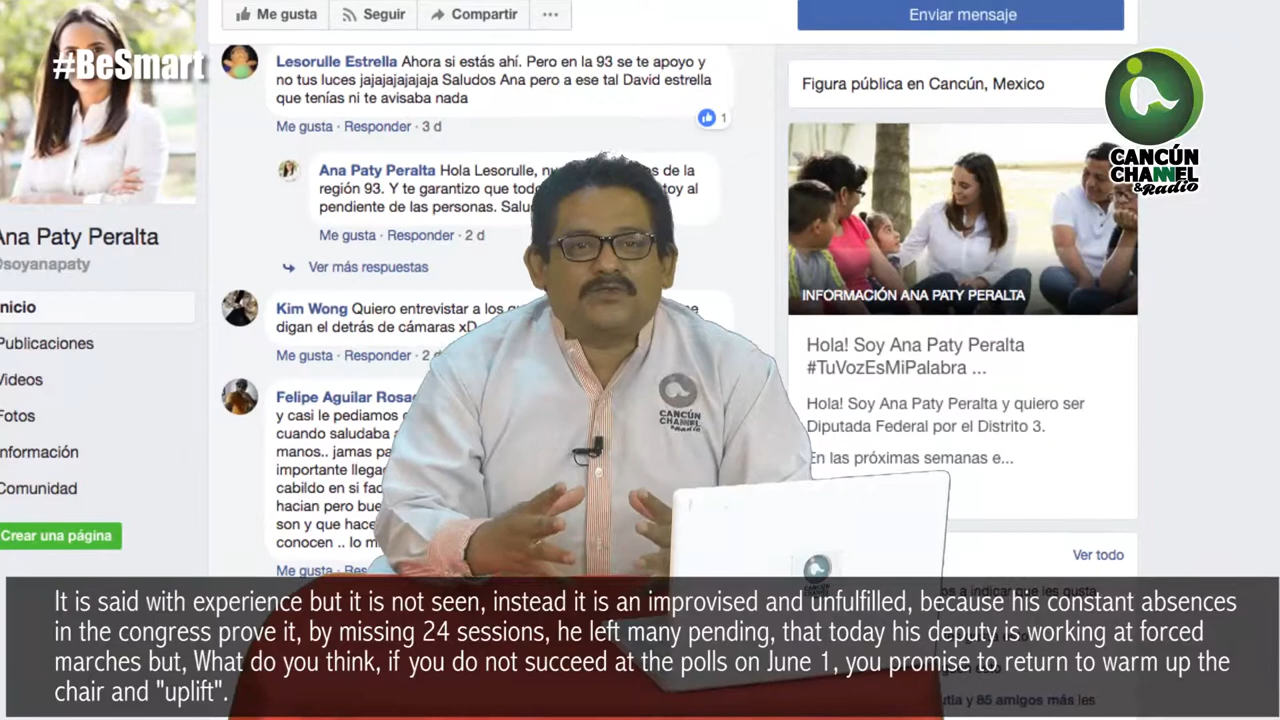 #BeSmart
Me gusta
Seguir
Compartir
Enviar mensaje
Ana Paty Peralta
@soyanapaty
Inicio
Publicaciones
Videos
Fotos
Información
Comunidad
Crear una página
Lesorulle Estrella Ahora si estás ahí. Pero en la 93 se te apoyo y
no tus luces jajajajajaja Saludos Ana pero a ese tal David estrella
que tenías ni te avisaba nada
Me gusta · Responder · 3 d
1
Ana Paty Peralta Hola Lesorulle, de la
región 93. Y te garantizo que al
pendiente de las personas.
Me gusta · Responder · 2 d
Ver más respuestas
Kim Wong Quiero entrevistar a los
digan el detrás de cámaras xD
Me gusta · Responder · 2
Felipe Aguilar
y casi le pediamos
cuando saludaba
manos.. jamas
importante
cabildo en si
hacian pero
son y que
conocen .. lo
Me gusta
Figura pública en Cancún, Mexico
CANCÚN
CHANNEL
& Radio
INFORMACIÓN ANA PATY PERALTA
Hola! Soy Ana Paty Peralta
#TuVozEsMiPalabra ...
Hola! Soy Ana Paty Peralta y quiero ser
Diputada Federal por el Distrito 3.
En las próximas semanas e...
Ver todo
CANCÚN
CHANNEL
y 85 amigos más les
It is said with experience but it is not seen, instead it is an improvised and unfulfilled, because his constant absences
in the congress prove it, by missing 24 sessions, he left many pending, that today his deputy is working at forced
marches but, What do you think, if you do not succeed at the polls on June 1, you promise to return to warm up the
chair and "uplift".